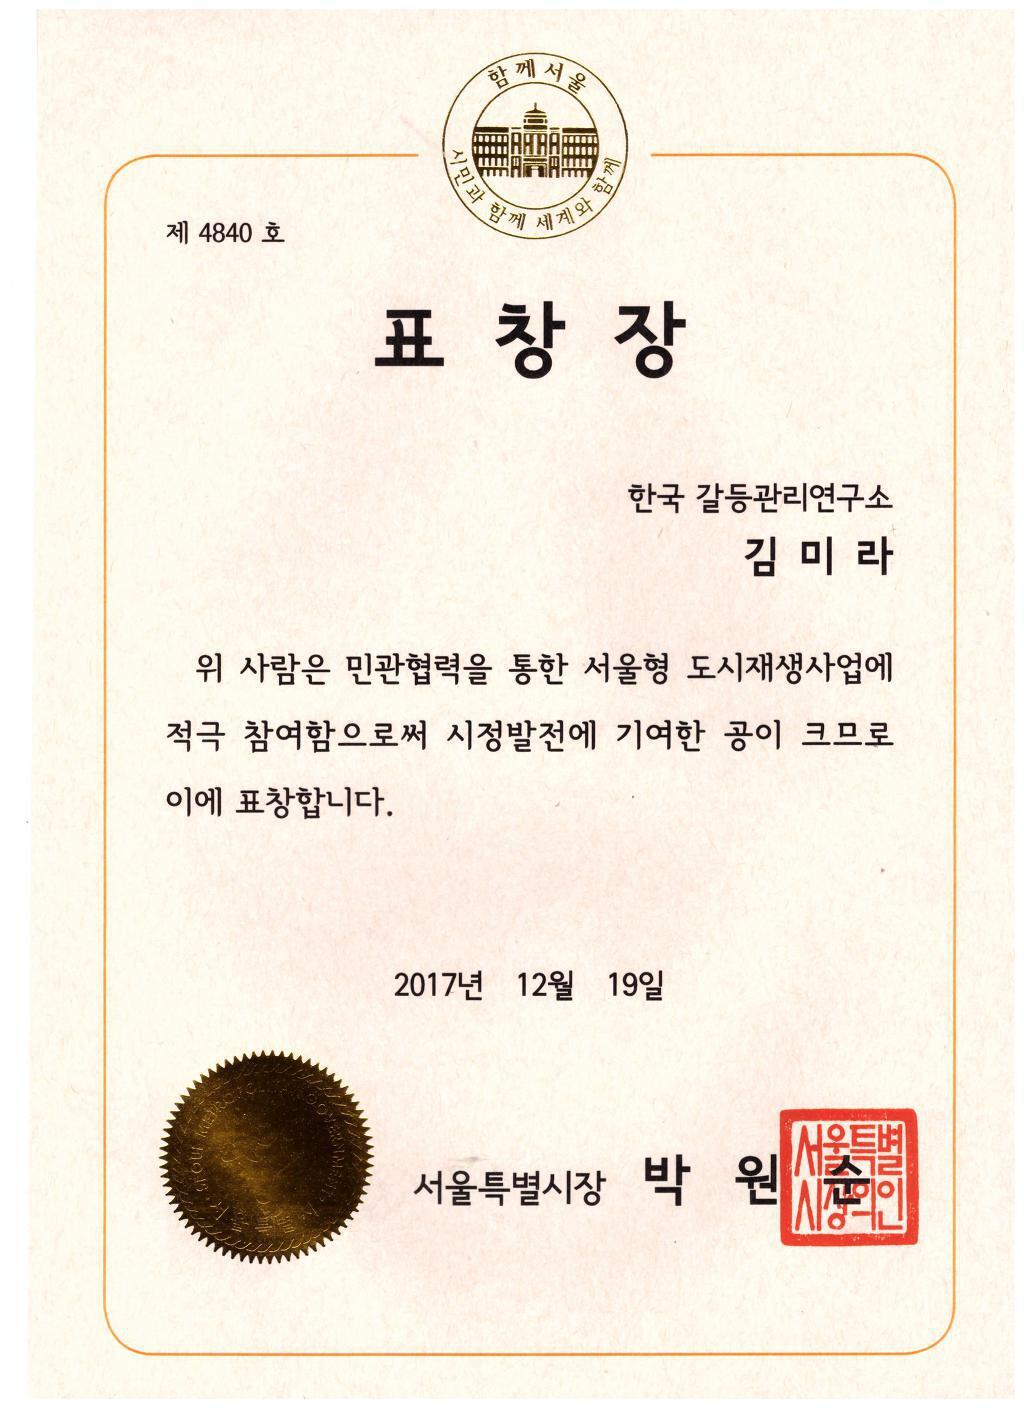 함께서울
시민과 함께 세계와 함께
제 4840 호
표 창 장
한국 갈등관리연구소
김 미 라
위 사람은 민관협력을 통한 서울형 도시재생사업에
적극 참여함으로써 시정발전에 기여한 공이 크므로
이에 표창합니다.
2017년 12월 19일
SEOUL METROPOLITAN GOVERNMENT
서울특별시장 박 원 순
서울특별
시장의인